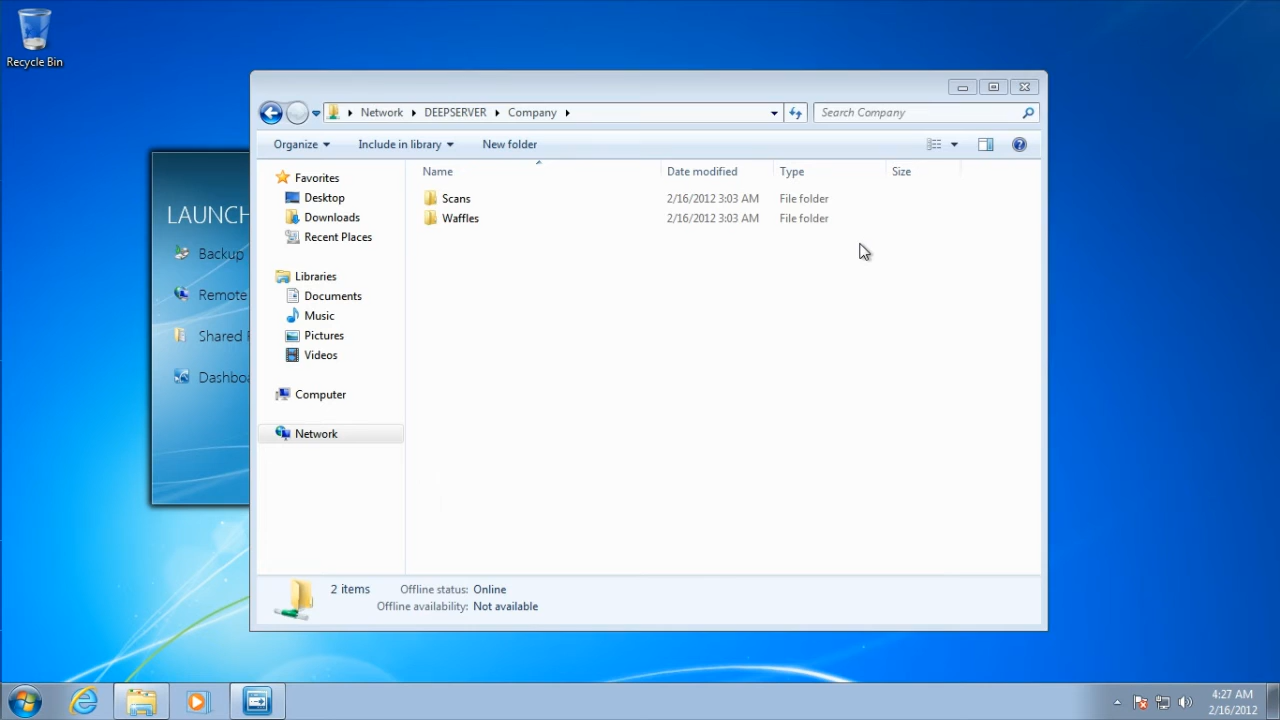 Recycle Bin
Network DEEPSERVER Company
Search Company
Organize Include in library New folder
Name Date modified Type Size
Scans 2/16/2012 3:03 AM File folder
Waffles 2/16/2012 3:03 AM File folder
Favorites
Desktop
Downloads
Recent Places
Libraries
Documents
Music
Pictures
Videos
Computer
Network
LAUNCH
Backup
Remote
Shared
Dashbo
2 items Offline status: Online
Offline availability: Not available
4:27 AM
2/16/2012